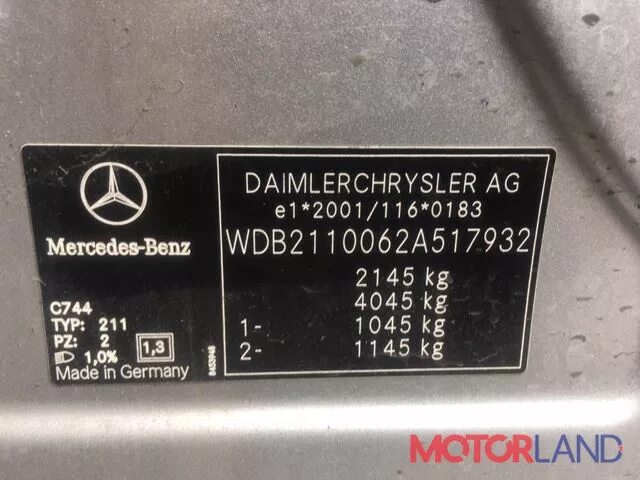 Mercedes-Benz
C744
TYP: 211
PZ: 2
1,0%
1,3
Made in Germany
8453948
DAIMLERCHRYSLER AG
e1*2001/116*0183
WDB2110062A517932
2145 kg
4045 kg
1- 1045 kg
2- 1145 kg
MOTORLAND